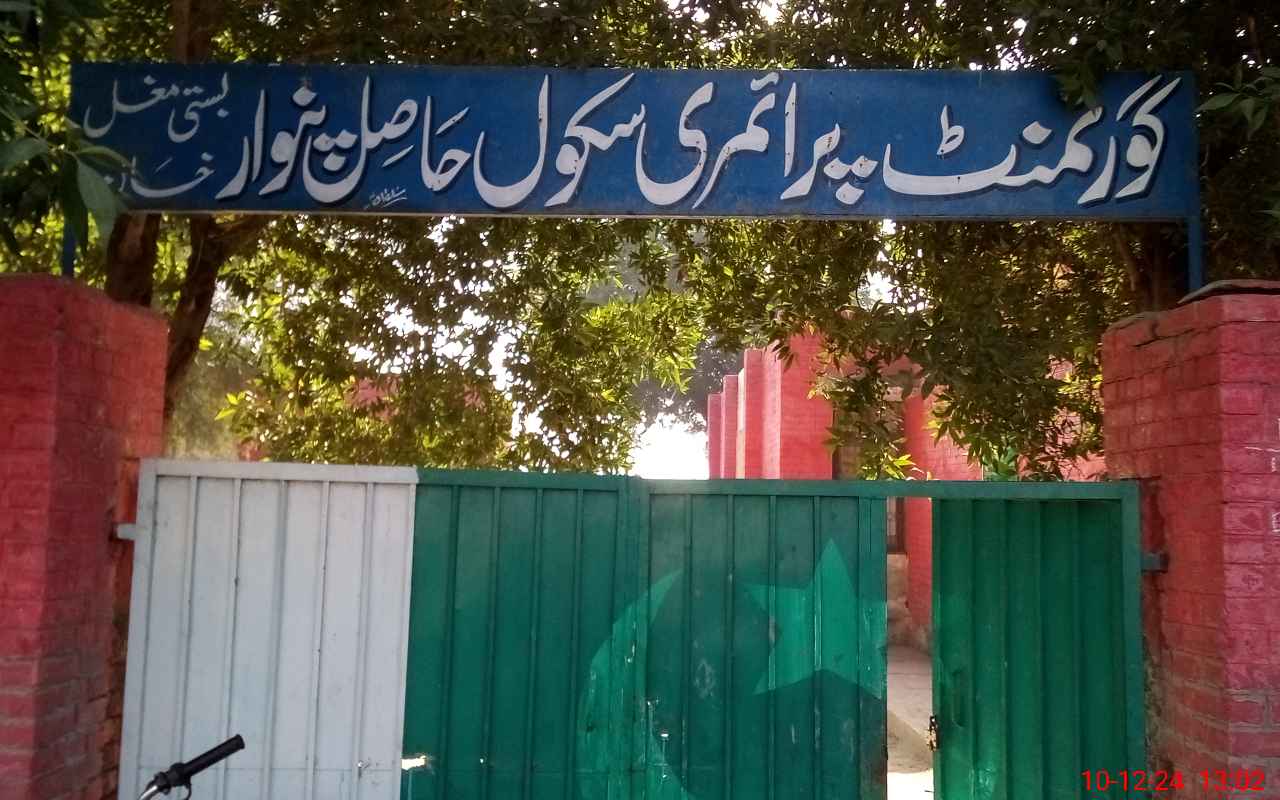 گورنمنٹ پرائمری سکول حاصل پنوار
بستی مغل
10-12-24 13:02